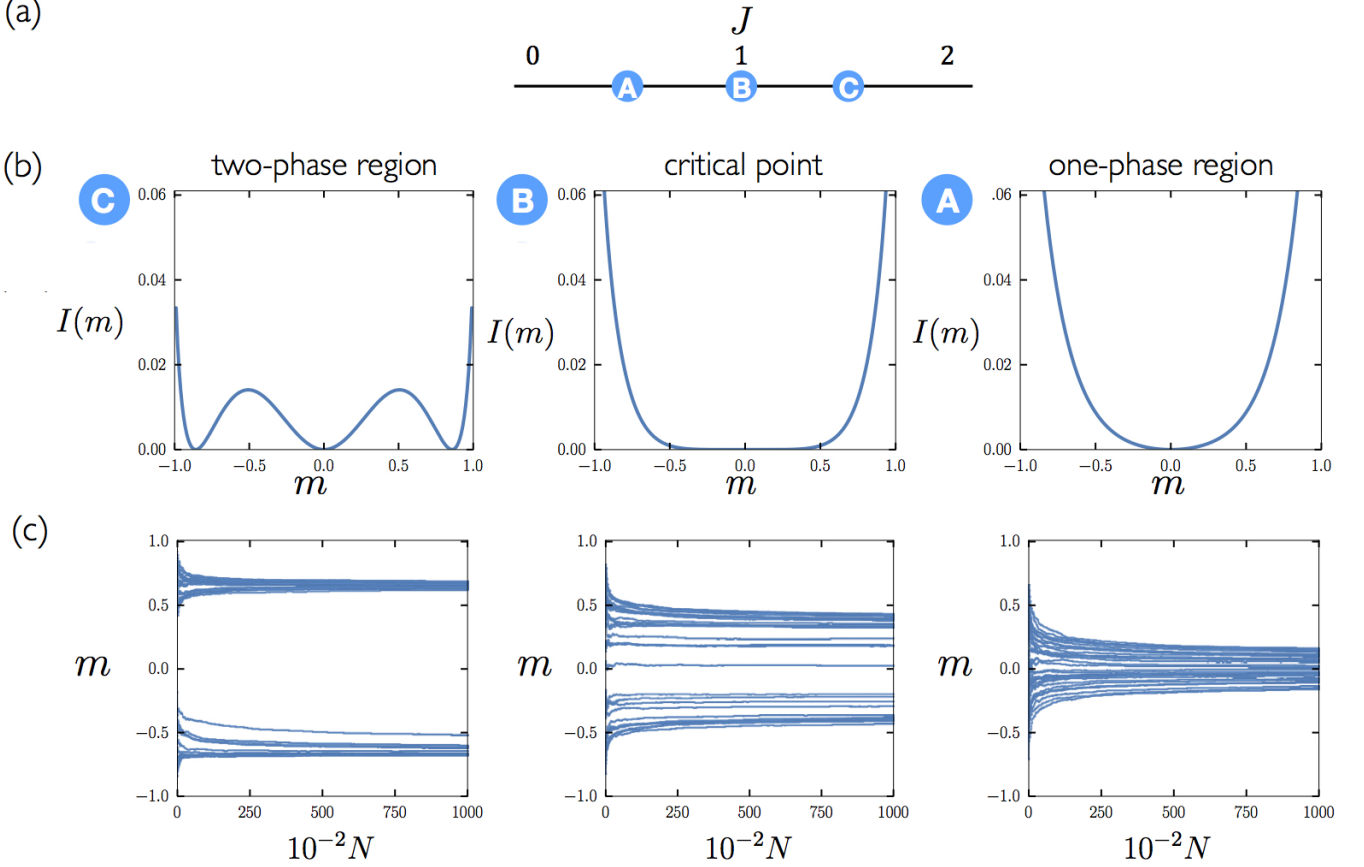 (a)
J
0 1 2
A B C
(b)
two-phase region
critical point
one-phase region
C
B
A
0.06
0.04
0.02
0.00
I(m)
−1.0 −0.5 0.0 0.5 1.0
m
0.06
0.04
0.02
0.00
I(m)
−1.0 −0.5 0.0 0.5 1.0
m
.06
0.04
0.02
0.00
I(m)
−1.0 −0.5 0.0 0.5 1.0
m
(c)
1.0
0.5
0.0
−0.5
−1.0
m
0 250 500 750 1000
10⁻²N
1.0
0.5
0.0
−0.5
−1.0
m
0 250 500 750 1000
10⁻²N
1.0
0.5
0.0
−0.5
−1.0
m
0 250 500 750 1000
10⁻²N